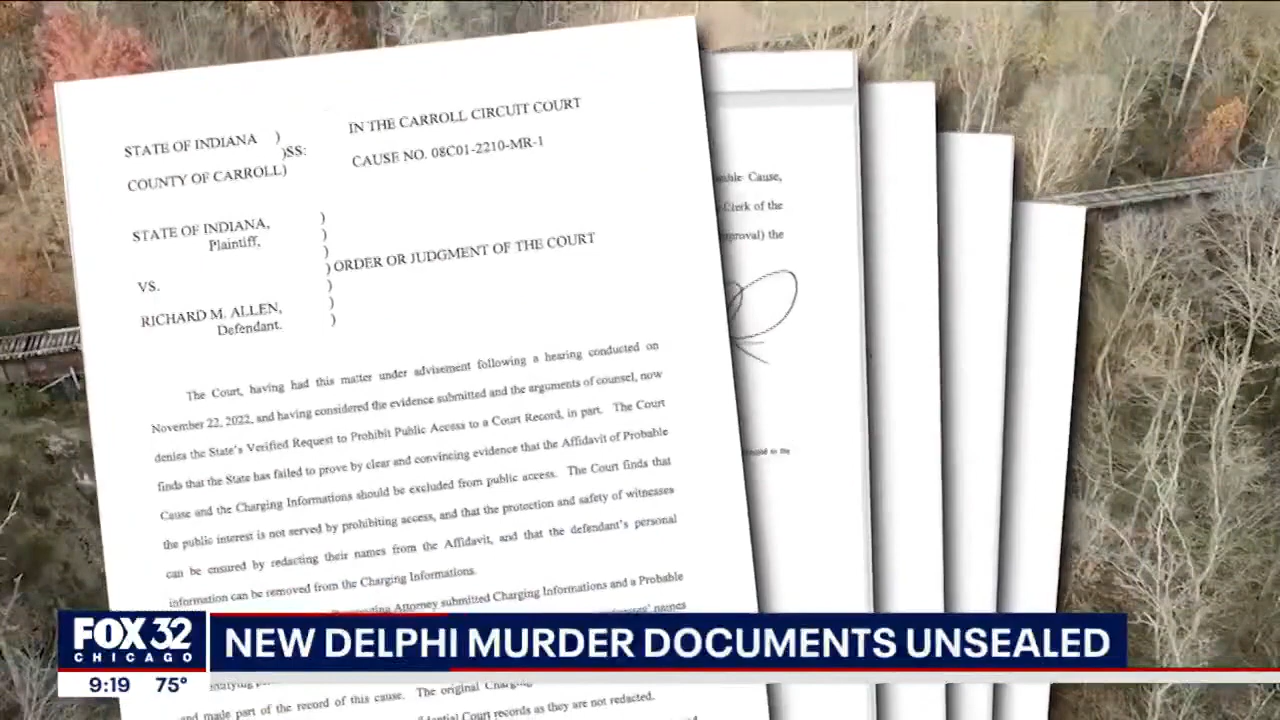 STATE OF INDIANA )
)SS:
COUNTY OF CARROLL)
IN THE CARROLL CIRCUIT COURT
CAUSE NO. 08C01-2210-MR-1
STATE OF INDIANA, )
Plaintiff, )
)
) ORDER OR JUDGMENT OF THE COURT
VS. )
)
RICHARD M. ALLEN, )
Defendant. )
The Court, having had this matter under advisement following a hearing conducted on
November 22, 2022, and having considered the evidence submitted and the arguments of counsel, now
denies the State's Verified Request to Prohibit Public Access to a Court Record, in part. The Court
finds that the State has failed to prove by clear and convincing evidence that the Affidavit of Probable
Cause and the Charging Informations should be excluded from public access. The Court finds that
the public interest is not served by prohibiting access, and that the protection and safety of witnesses
can be ensured by redacting their names from the Affidavit, and that the defendant's personal
information can be removed from the Charging Informations.
Attorney submitted Charging Informations and a Probable
names
and made part of the record of this cause. The original
Court records as they are not redacted.
Cause,
Clerk of the
the
FOX 32
CHICAGO
NEW DELPHI MURDER DOCUMENTS UNSEALED
9:19 75°